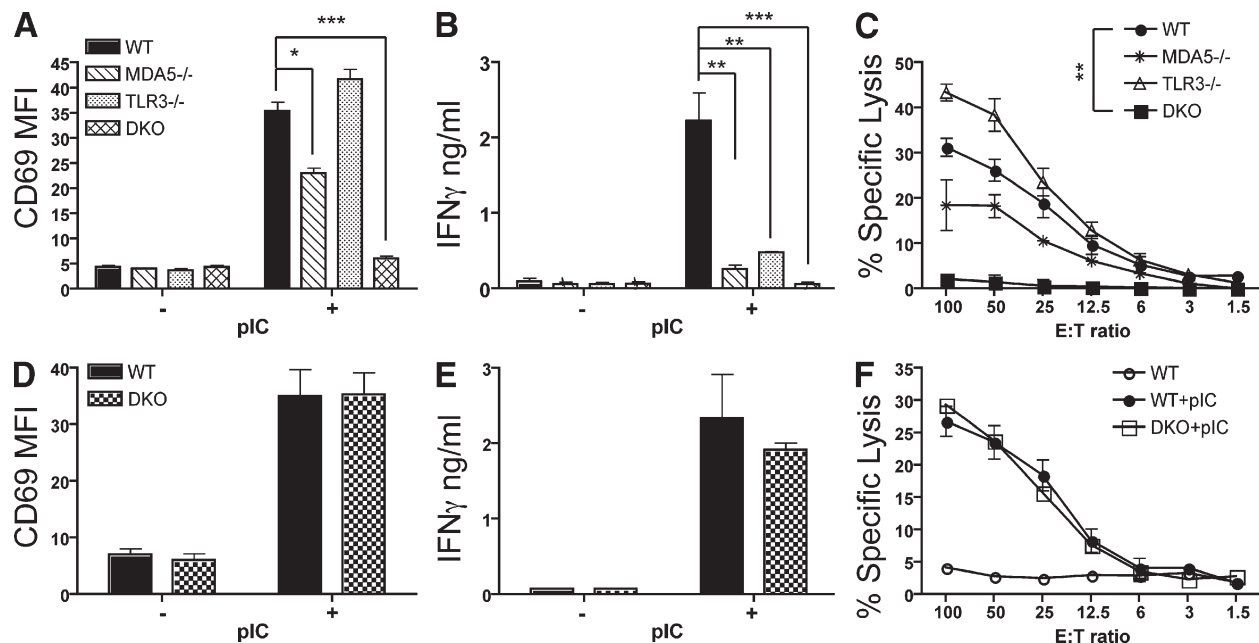 A
WT
MDA5-/-
TLR3-/-
DKO
* ***
CD69 MFI
45
40
35
30
25
20
15
10
5
0
- +
pIC
B
***
**
**
IFNγ ng/ml
3
2
1
0
- +
pIC
C
WT
MDA5-/-
TLR3-/-
DKO
**
% Specific Lysis
50
40
30
20
10
0
100 50 25 12.5 6 3 1.5
E:T ratio
D
WT
DKO
CD69 MFI
40
30
20
10
0
- +
pIC
E
IFNγ ng/ml
3
2
1
0
- +
pIC
F
WT
WT+pIC
DKO+pIC
% Specific Lysis
35
30
25
20
15
10
5
0
100 50 25 12.5 6 3 1.5
E:T ratio